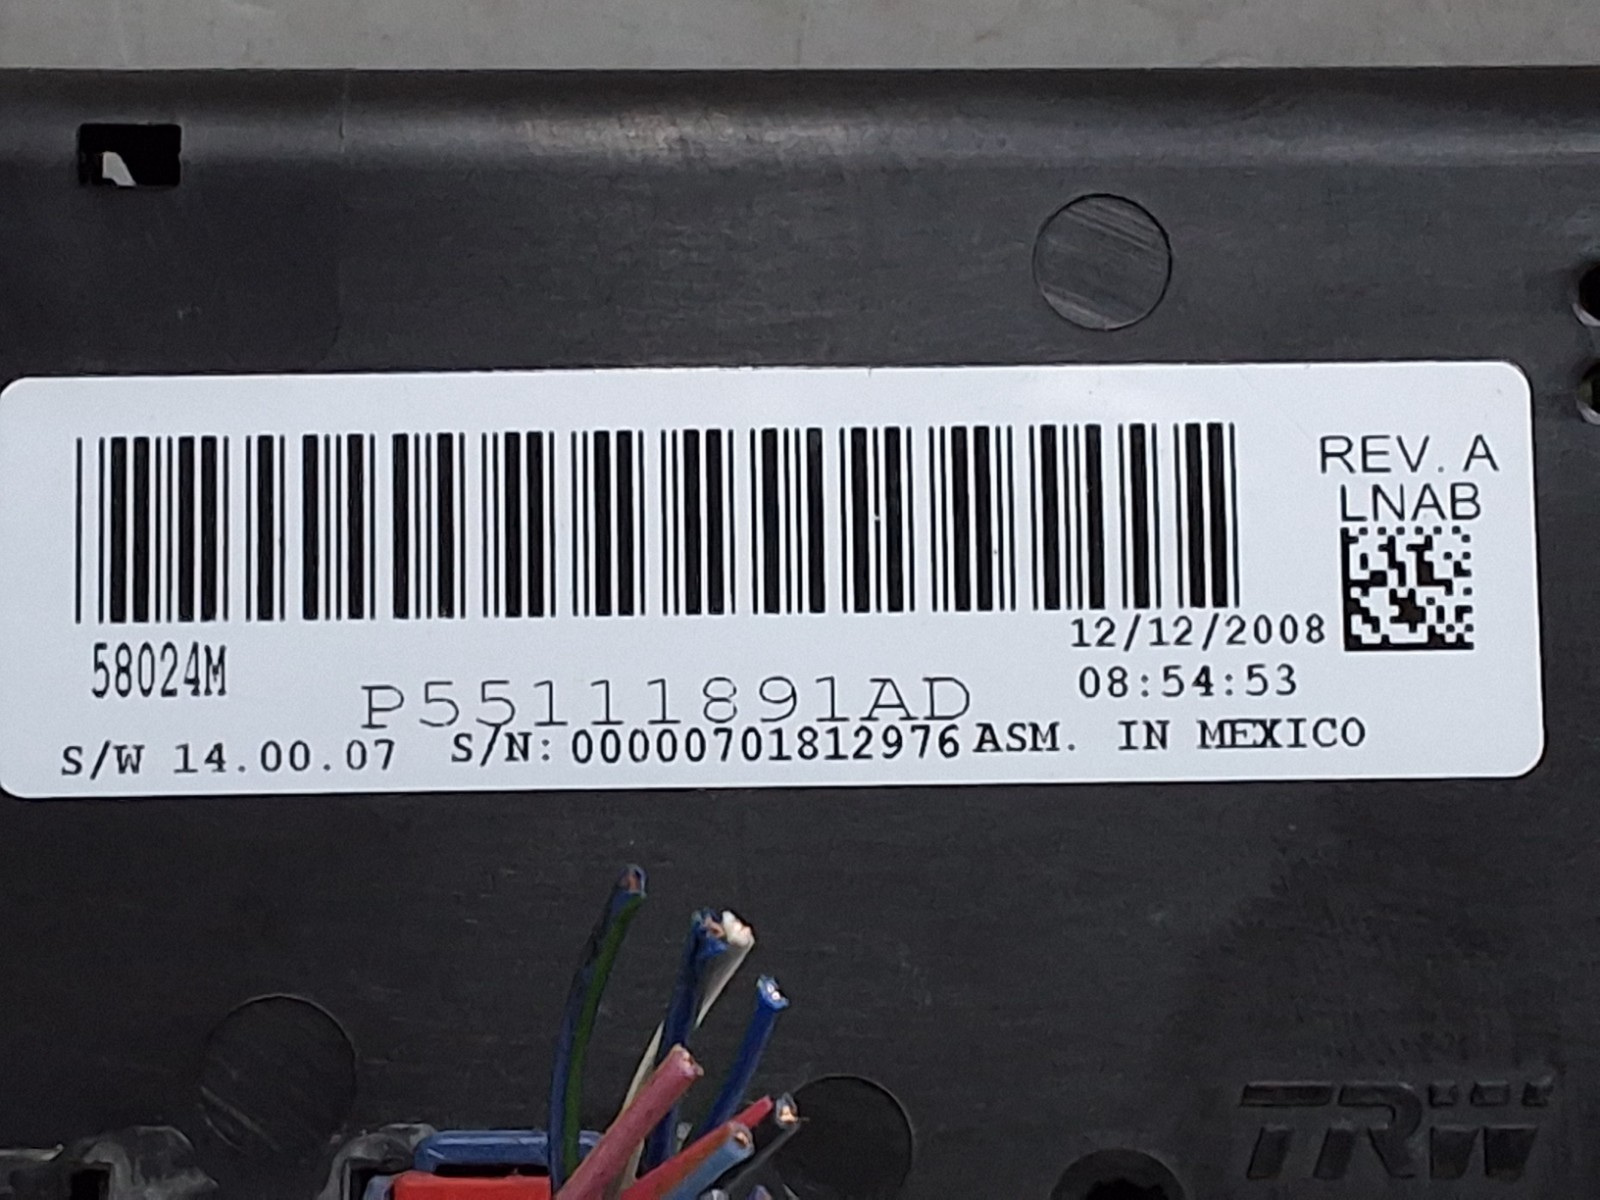 REV. A
LNAB
12/12/2008
58024M
P55111891AD
08:54:53
S/W 14.00.07 S/N: 00000701812976 ASM. IN MEXICO
TRW